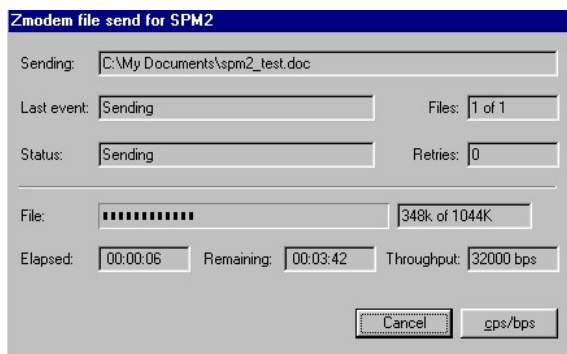 Zmodem file send for SPM2
Sending: C:\My Documents\spm2_test.doc
Last event: Sending Files: 1 of 1
Status: Sending Retries: 0
File: 348k of 1044K
Elapsed: 00:00:06 Remaining: 00:03:42 Throughput: 32000 bps
Cancel cps/bps